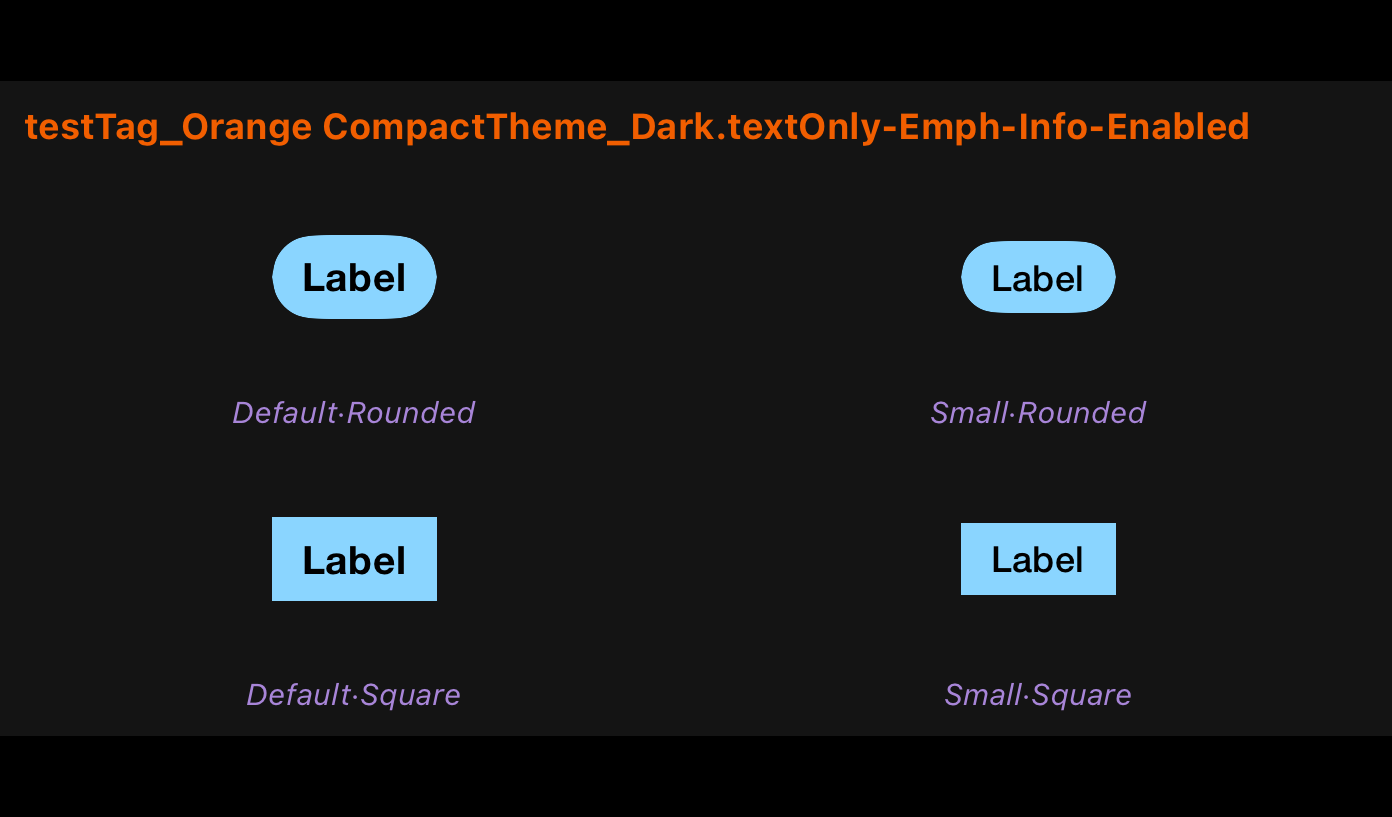 testTag_Orange CompactTheme_Dark.textOnly-Emph-Info-Enabled
Label
Label
Default·Rounded
Small·Rounded
Label
Label
Default·Square
Small·Square